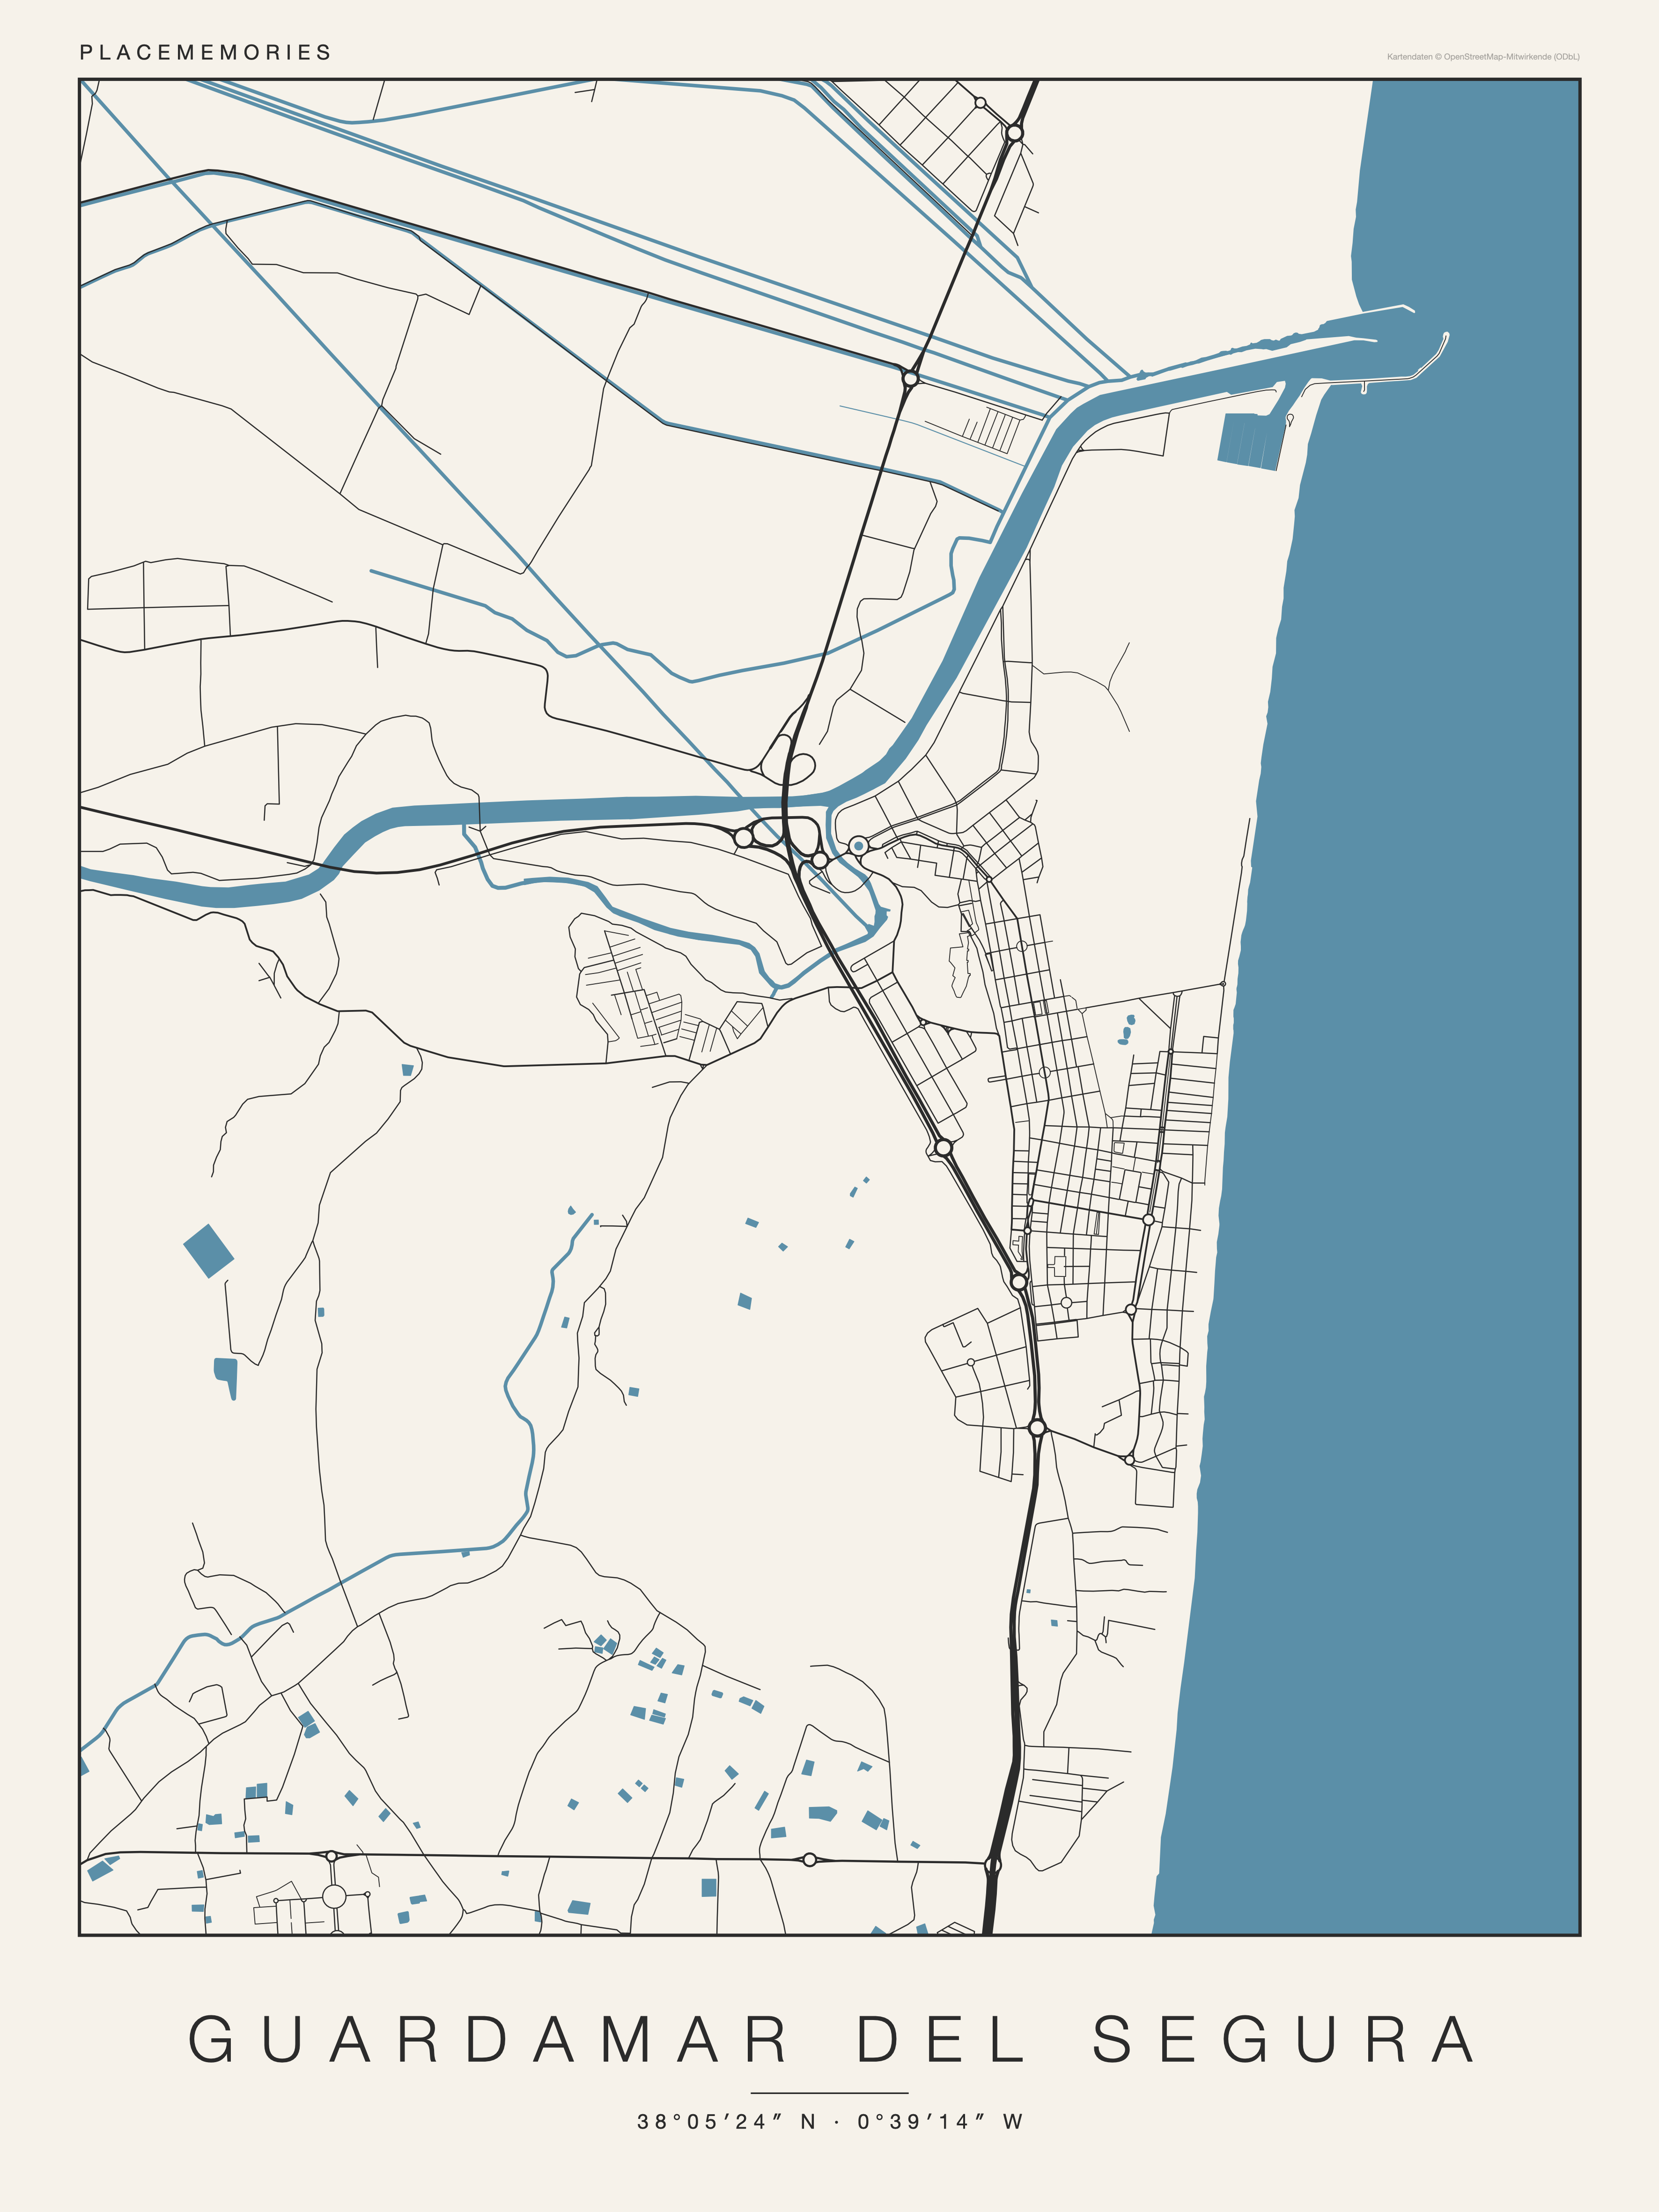 PLACEMEMORIES
Kartendaten © OpenStreetMap-Mitwirkende (ODbL)
GUARDAMAR DEL SEGURA
38°05′24″ N · 0°39′14″ W